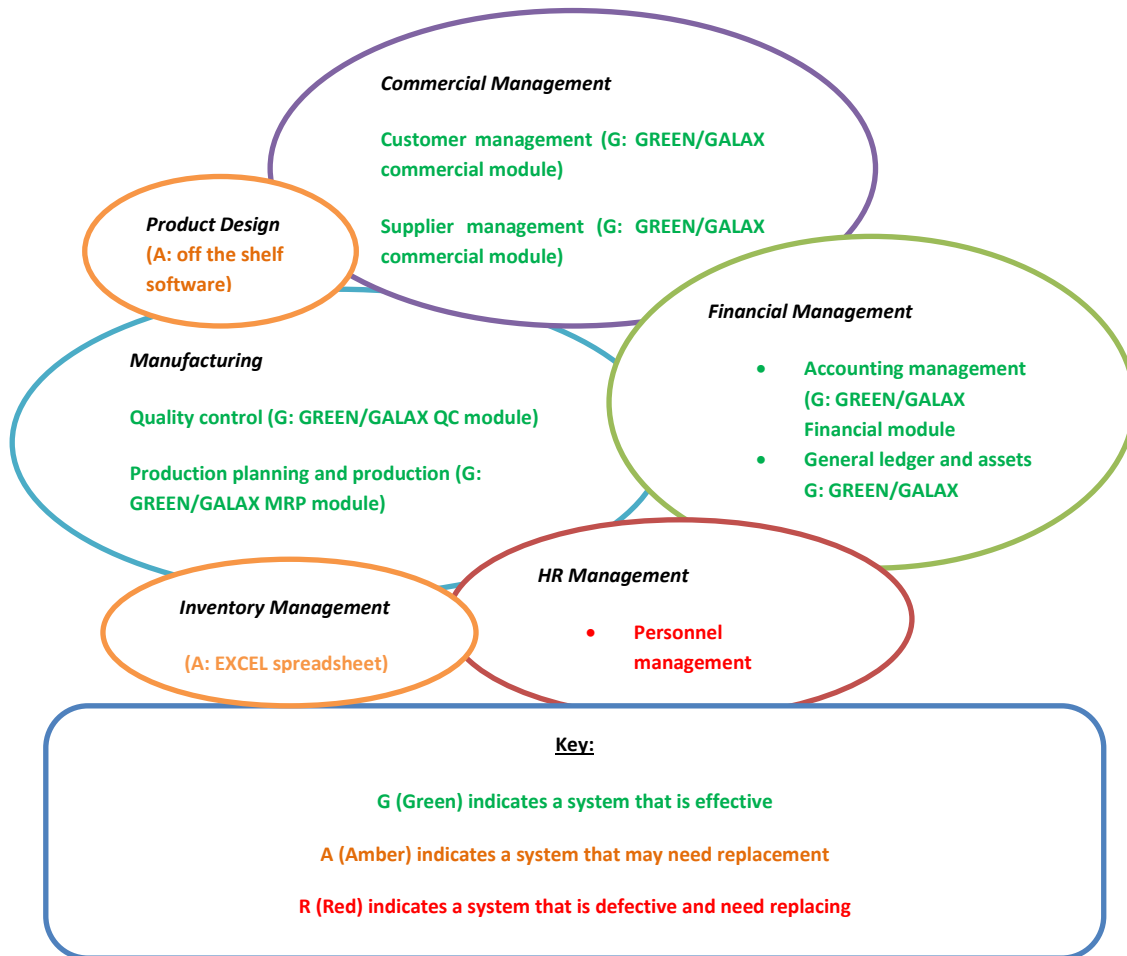 Commercial Management
Customer management (G: GREEN/GALAX
commercial module)
Supplier management (G: GREEN/GALAX
commercial module)
Product Design
(A: off the shelf
software)
Financial Management
• Accounting management
(G: GREEN/GALAX
Financial module
• General ledger and assets
G: GREEN/GALAX
Manufacturing
Quality control (G: GREEN/GALAX QC module)
Production planning and production (G:
GREEN/GALAX MRP module)
HR Management
• Personnel
management
Inventory Management
(A: EXCEL spreadsheet)
Key:
G (Green) indicates a system that is effective
A (Amber) indicates a system that may need replacement
R (Red) indicates a system that is defective and need replacing